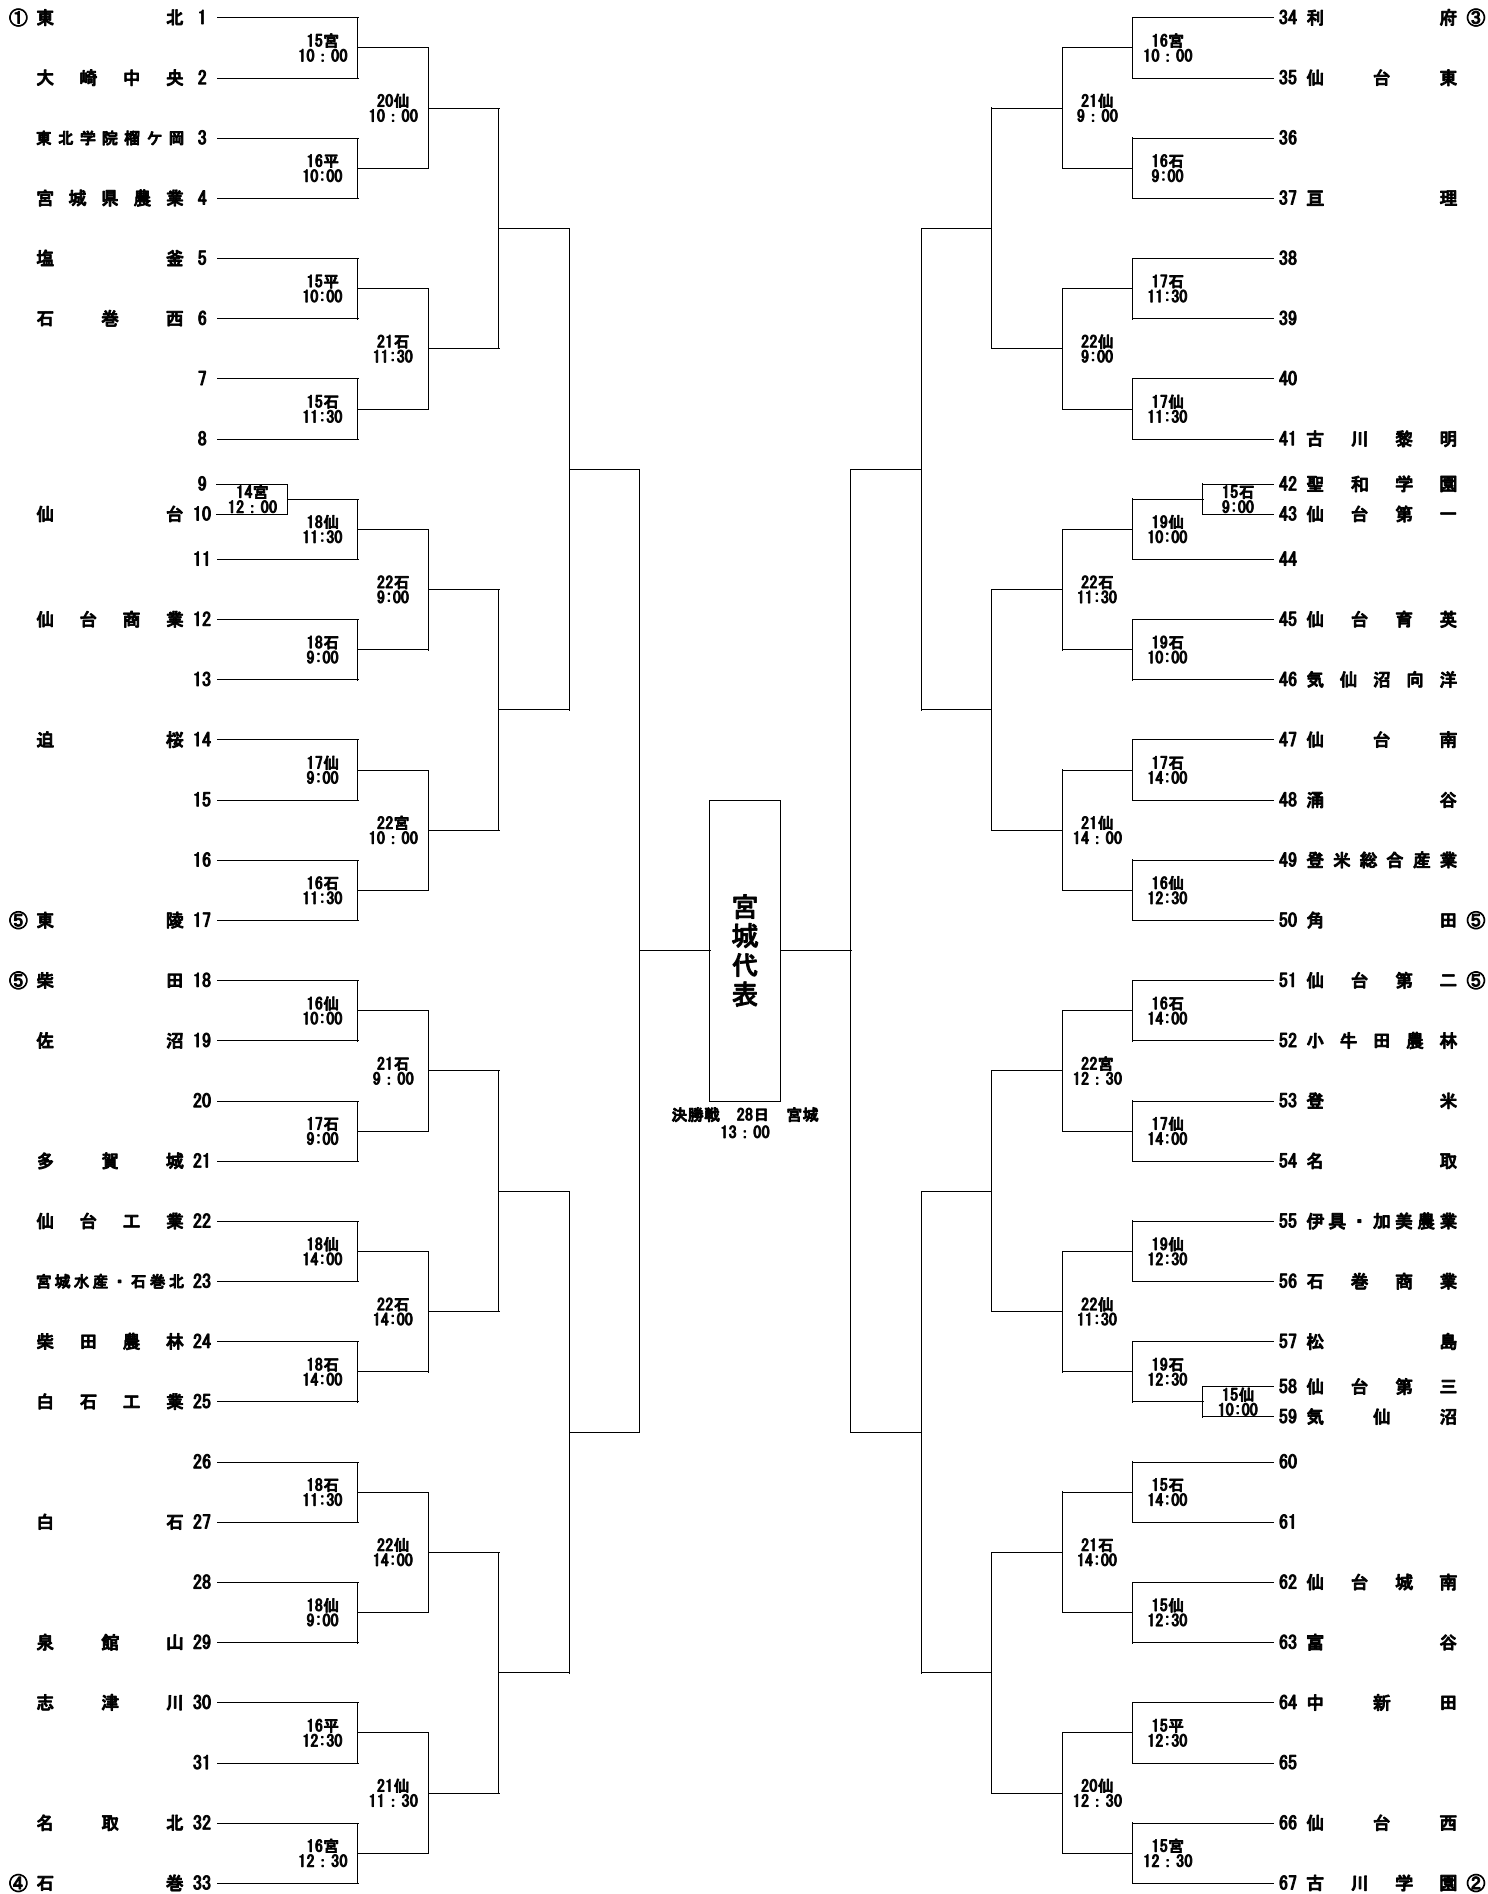 ① 東北 1
15宮
10：00
大崎中央 2
20仙
10：00
東北学院榴ケ岡 3
16平
10:00
宮城県農業 4
塩釜 5
15平
10:00
石巻西 6
21石
11:30
7
15石
11:30
8
9
14宮
12：00
仙台 10
18仙
11:30
11
22石
9:00
仙台商業 12
18石
9:00
13
迫桜 14
17仙
9:00
15
22宮
10：00
16
16石
11:30
⑤ 東陵 17
⑤ 柴田 18
16仙
10:00
佐沼 19
21石
9：00
20
17石
9:00
多賀城 21
仙台工業 22
18仙
14:00
宮城水産・石巻北 23
22石
14:00
柴田農林 24
18石
14:00
白石工業 25
26
18石
11:30
白石 27
22仙
14:00
28
18仙
9:00
泉館山 29
志津川 30
16平
12:30
31
21仙
11：30
名取北 32
16宮
12：30
④ 石巻 33
宮城代表
決勝戦 28日 宮城
13：00
34 利府 ③
16宮
10：00
35 仙台東
21仙
9：00
36
16石
9:00
37 亘理
38
17石
11:30
39
22仙
9:00
40
17仙
11:30
41 古川黎明
42 聖和学園
15石
9:00
43 仙台第一
19仙
10:00
44
22石
11:30
45 仙台育英
19石
10:00
46 気仙沼向洋
47 仙台南
17石
14:00
48 涌谷
21仙
14：00
49 登米総合産業
16仙
12:30
50 角田 ⑤
51 仙台第二 ⑤
16石
14:00
52 小牛田農林
22宮
12：30
53 登米
17仙
14:00
54 名取
55 伊具・加美農業
19仙
12:30
56 石巻商業
22仙
11:30
57 松島
19石
12:30
58 仙台第三
15仙
10:00
59 気仙沼
60
15石
14:00
61
21石
14:00
62 仙台城南
15仙
12:30
63 富谷
64 中新田
15平
12:30
65
20仙
12：30
66 仙台西
15宮
12：30
67 古川学園 ②